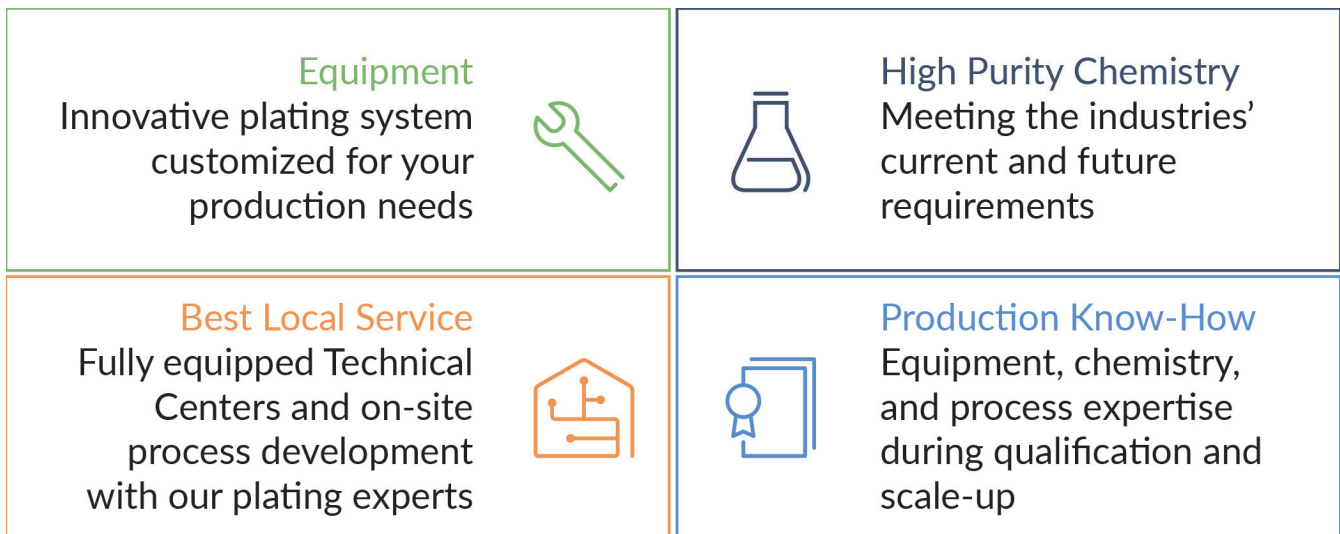 Equipment
Innovative plating system
customized for your
production needs
High Purity Chemistry
Meeting the industries’
current and future
requirements
Best Local Service
Fully equipped Technical
Centers and on-site
process development
with our plating experts
Production Know-How
Equipment, chemistry,
and process expertise
during qualification and
scale-up